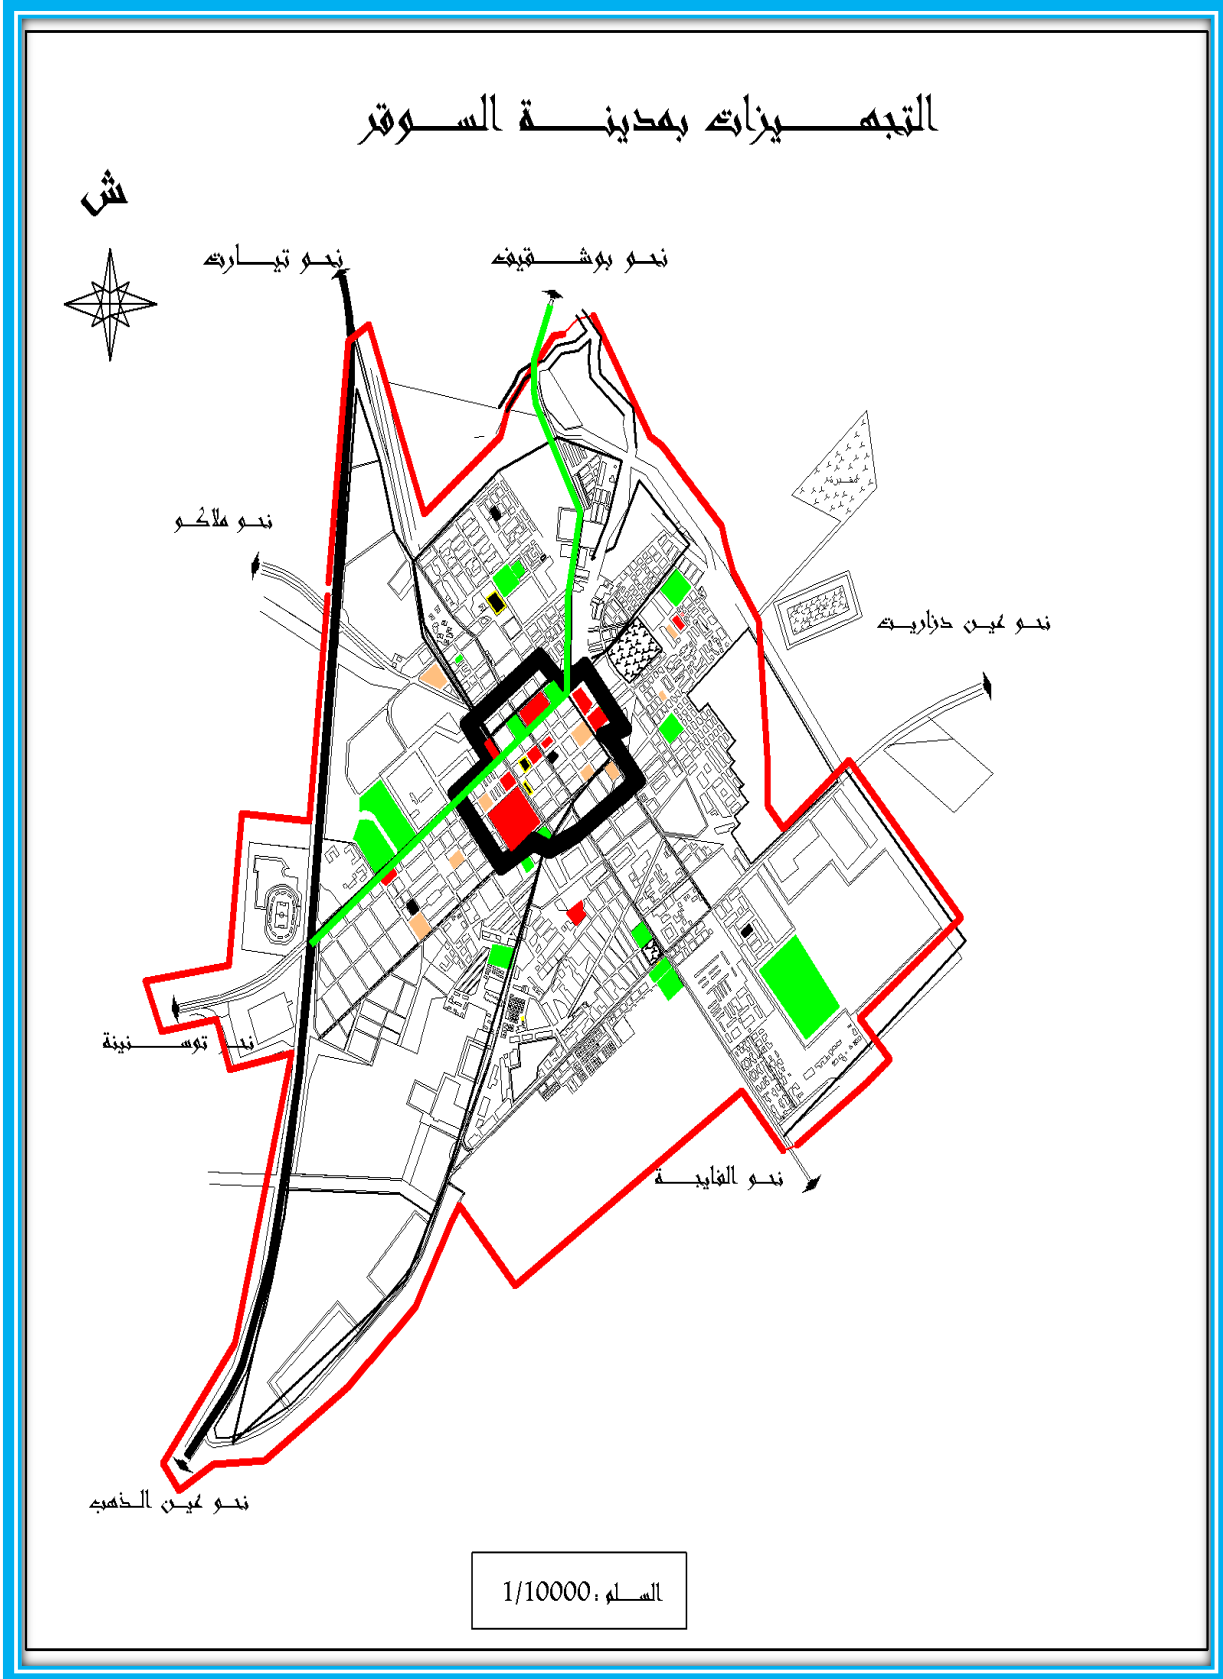 التجهيزات بمدينة السوقر
ش
نحو تيارت
نحو بوشقيف
مقبرة
نحو ملاكو
نحو عين دزاريت
نحو توسنينة
نحو الفايجة
نحو عين الذهب
السلم : 1/10000